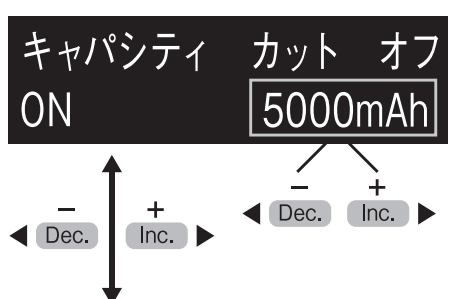 キャパシティ カット オフ
ON 5000mAh
− + − +
◀ Dec. Inc. ▶ ◀ Dec. Inc. ▶